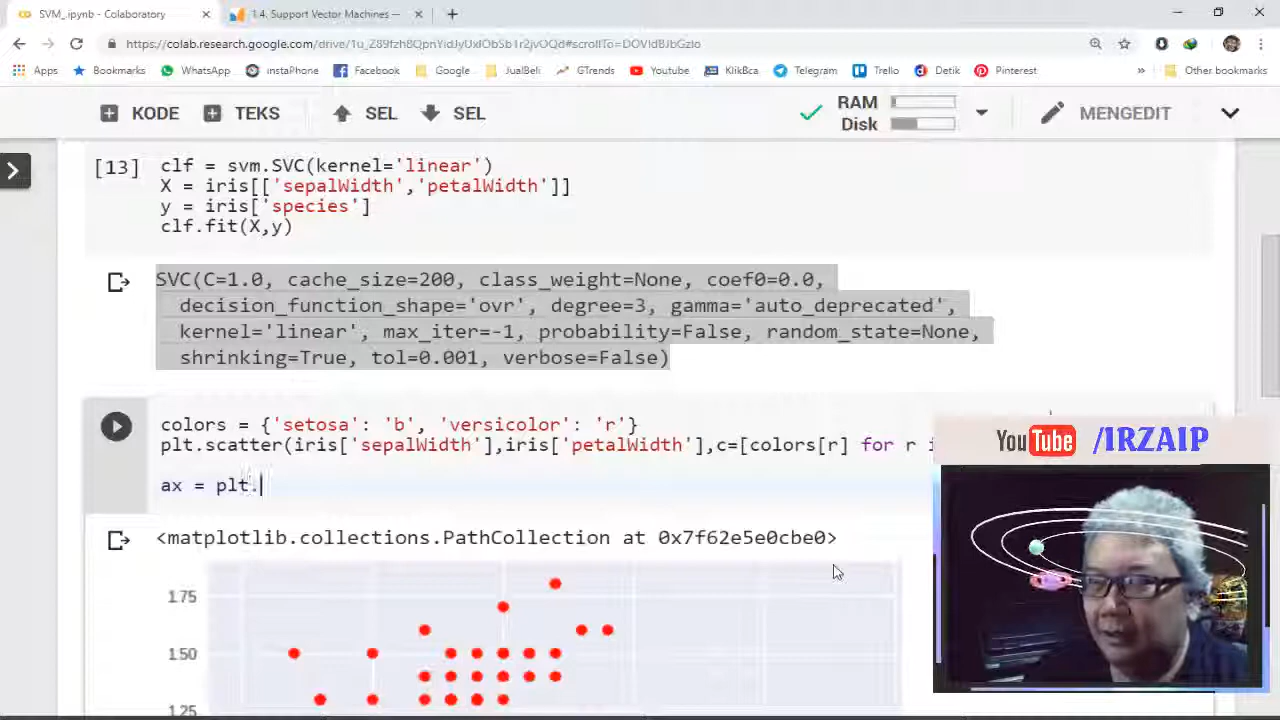 SVM_.ipynb - Colaboratory
1.4. Support Vector Machines —
https://colab.research.google.com/drive/1u_Z89fzh8QpnYidJyUxIObSb1r2jvOQd#scrollTo=DOVldBJbGzIo
Apps Bookmarks WhatsApp instaPhone Facebook Google JualBeli GTrends Youtube KlikBca Telegram Trello Detik Pinterest » Other bookmarks
KODE TEKS SEL SEL RAM MENGEDIT
Disk
[13] clf = svm.SVC(kernel='linear')
X = iris[['sepalWidth','petalWidth']]
y = iris['species']
clf.fit(X,y)
SVC(C=1.0, cache_size=200, class_weight=None, coef0=0.0,
decision_function_shape='ovr', degree=3, gamma='auto_deprecated',
kernel='linear', max_iter=-1, probability=False, random_state=None,
shrinking=True, tol=0.001, verbose=False)
colors = {'setosa': 'b', 'versicolor': 'r'}
plt.scatter(iris['sepalWidth'],iris['petalWidth'],c=[colors[r] for r i
ax = plt.
<matplotlib.collections.PathCollection at 0x7f62e5e0cbe0>
1.75
1.50
1.25
YouTube /IRZAIP